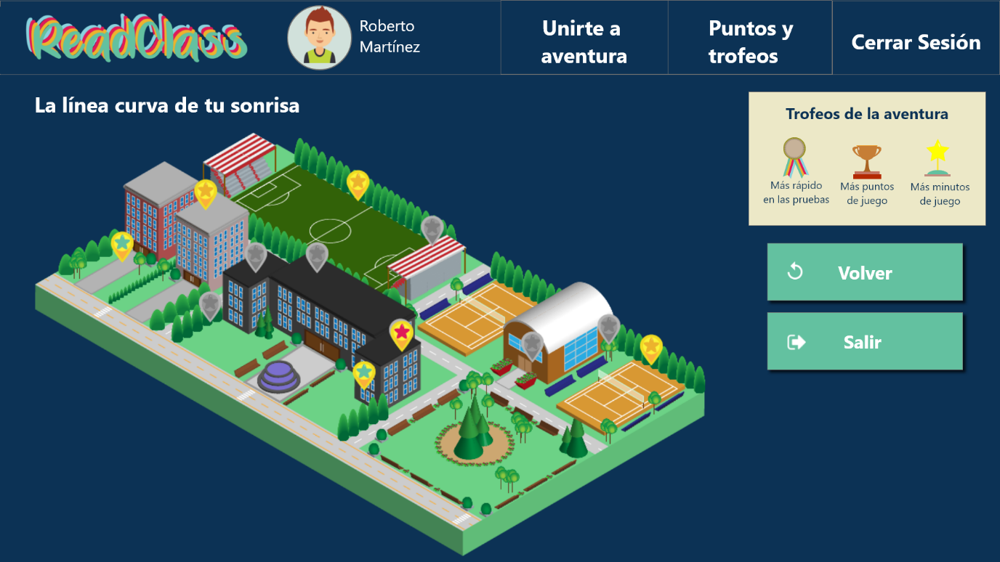 ReadClass
Roberto
Martínez
Unirte a
aventura
Puntos y
trofeos
Cerrar Sesión
La línea curva de tu sonrisa
Trofeos de la aventura
Más rápido
en las pruebas
Más puntos
de juego
Más minutos
de juego
Volver
Salir